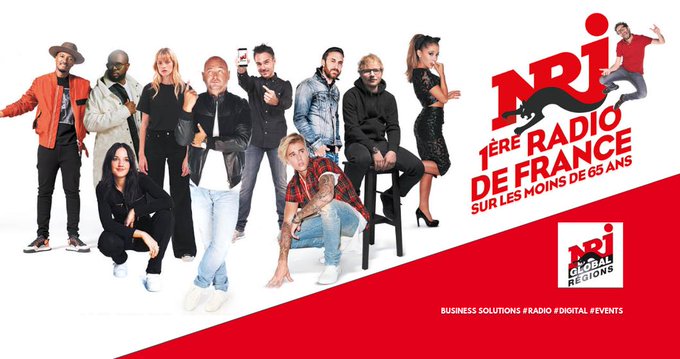 NRJ
1ÈRE RADIO
DE FRANCE
SUR LES MOINS DE 65 ANS
NRJ
GLOBAL
RÉGIONS
BUSINESS SOLUTIONS #RADIO #DIGITAL #EVENTS